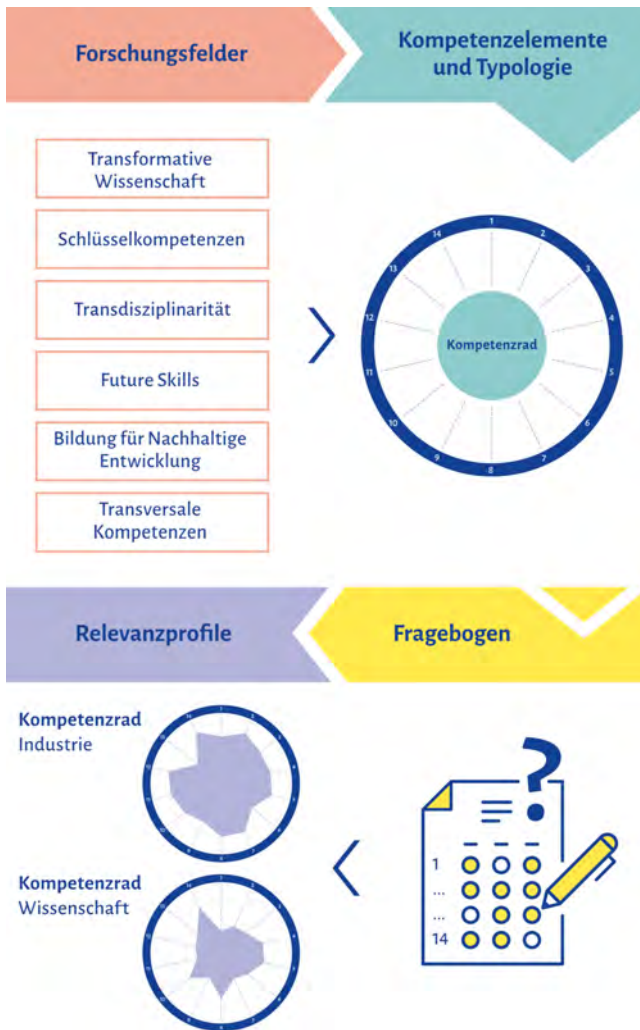 Forschungsfelder
Kompetenzelemente
und Typologie
Transformative
Wissenschaft
Schlüsselkompetenzen
Transdisziplinarität
Future Skills
Bildung für Nachhaltige
Entwicklung
Transversale
Kompetenzen
1
2
3
4
5
6
7
8
9
10
11
12
13
14
Kompetenzrad
Relevanzprofile
Fragebogen
Kompetenzrad
Industrie
Kompetenzrad
Wissenschaft
?
1
...
...
14